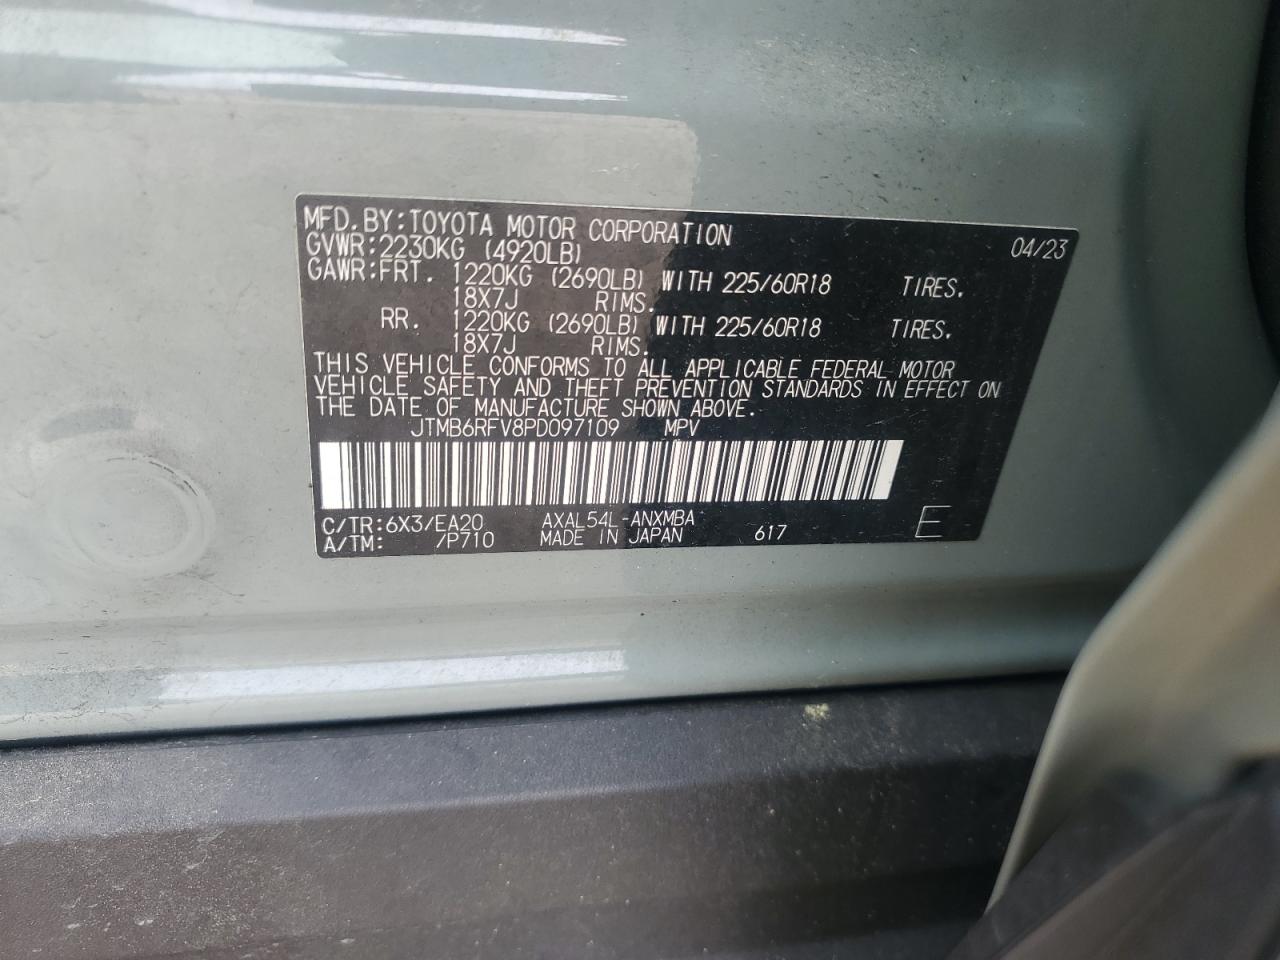 MFD.BY:TOYOTA MOTOR CORPORATION 04/23
GVWR:2230KG (4920LB)
GAWR:FRT. 1220KG (2690LB) WITH 225/60R18 TIRES.
18X7J RIMS.
RR. 1220KG (2690LB) WITH 225/60R18 TIRES.
18X7J RIMS.
THIS VEHICLE CONFORMS TO ALL APPLICABLE FEDERAL MOTOR
VEHICLE SAFETY AND THEFT PREVENTION STANDARDS IN EFFECT ON
THE DATE OF MANUFACTURE SHOWN ABOVE.
JTMB6RFV8PD097109 MPV
C/TR:6X3/EA20 AXAL54L-ANXMBA
A/TM: /P710 MADE IN JAPAN 617 E